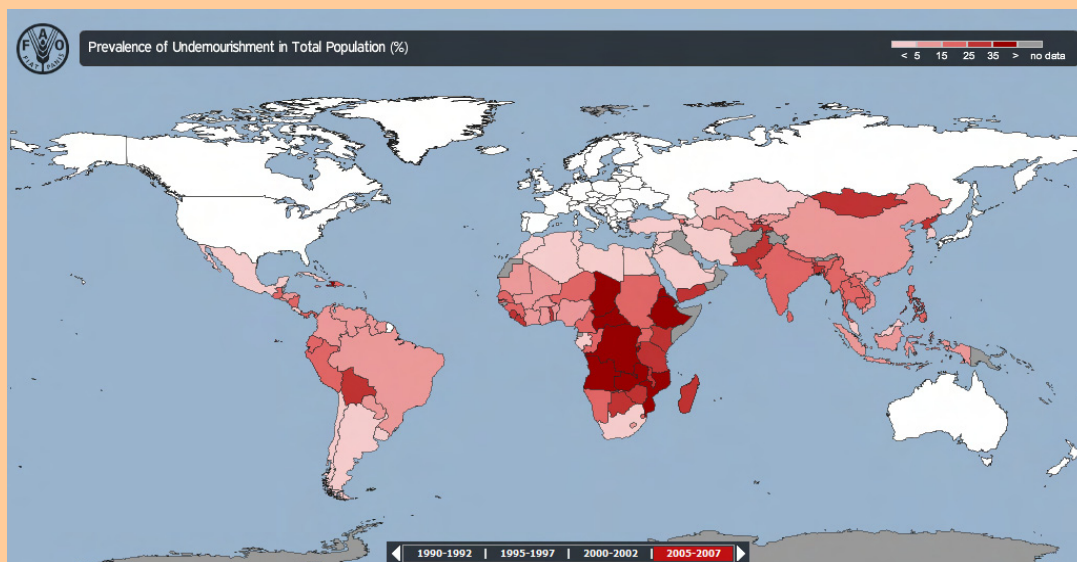 F A O
FIAT PANIS
Prevalence of Undernourishment in Total Population (%)
< 5 15 25 35 > no data
1990-1992 | 1995-1997 | 2000-2002 | 2005-2007